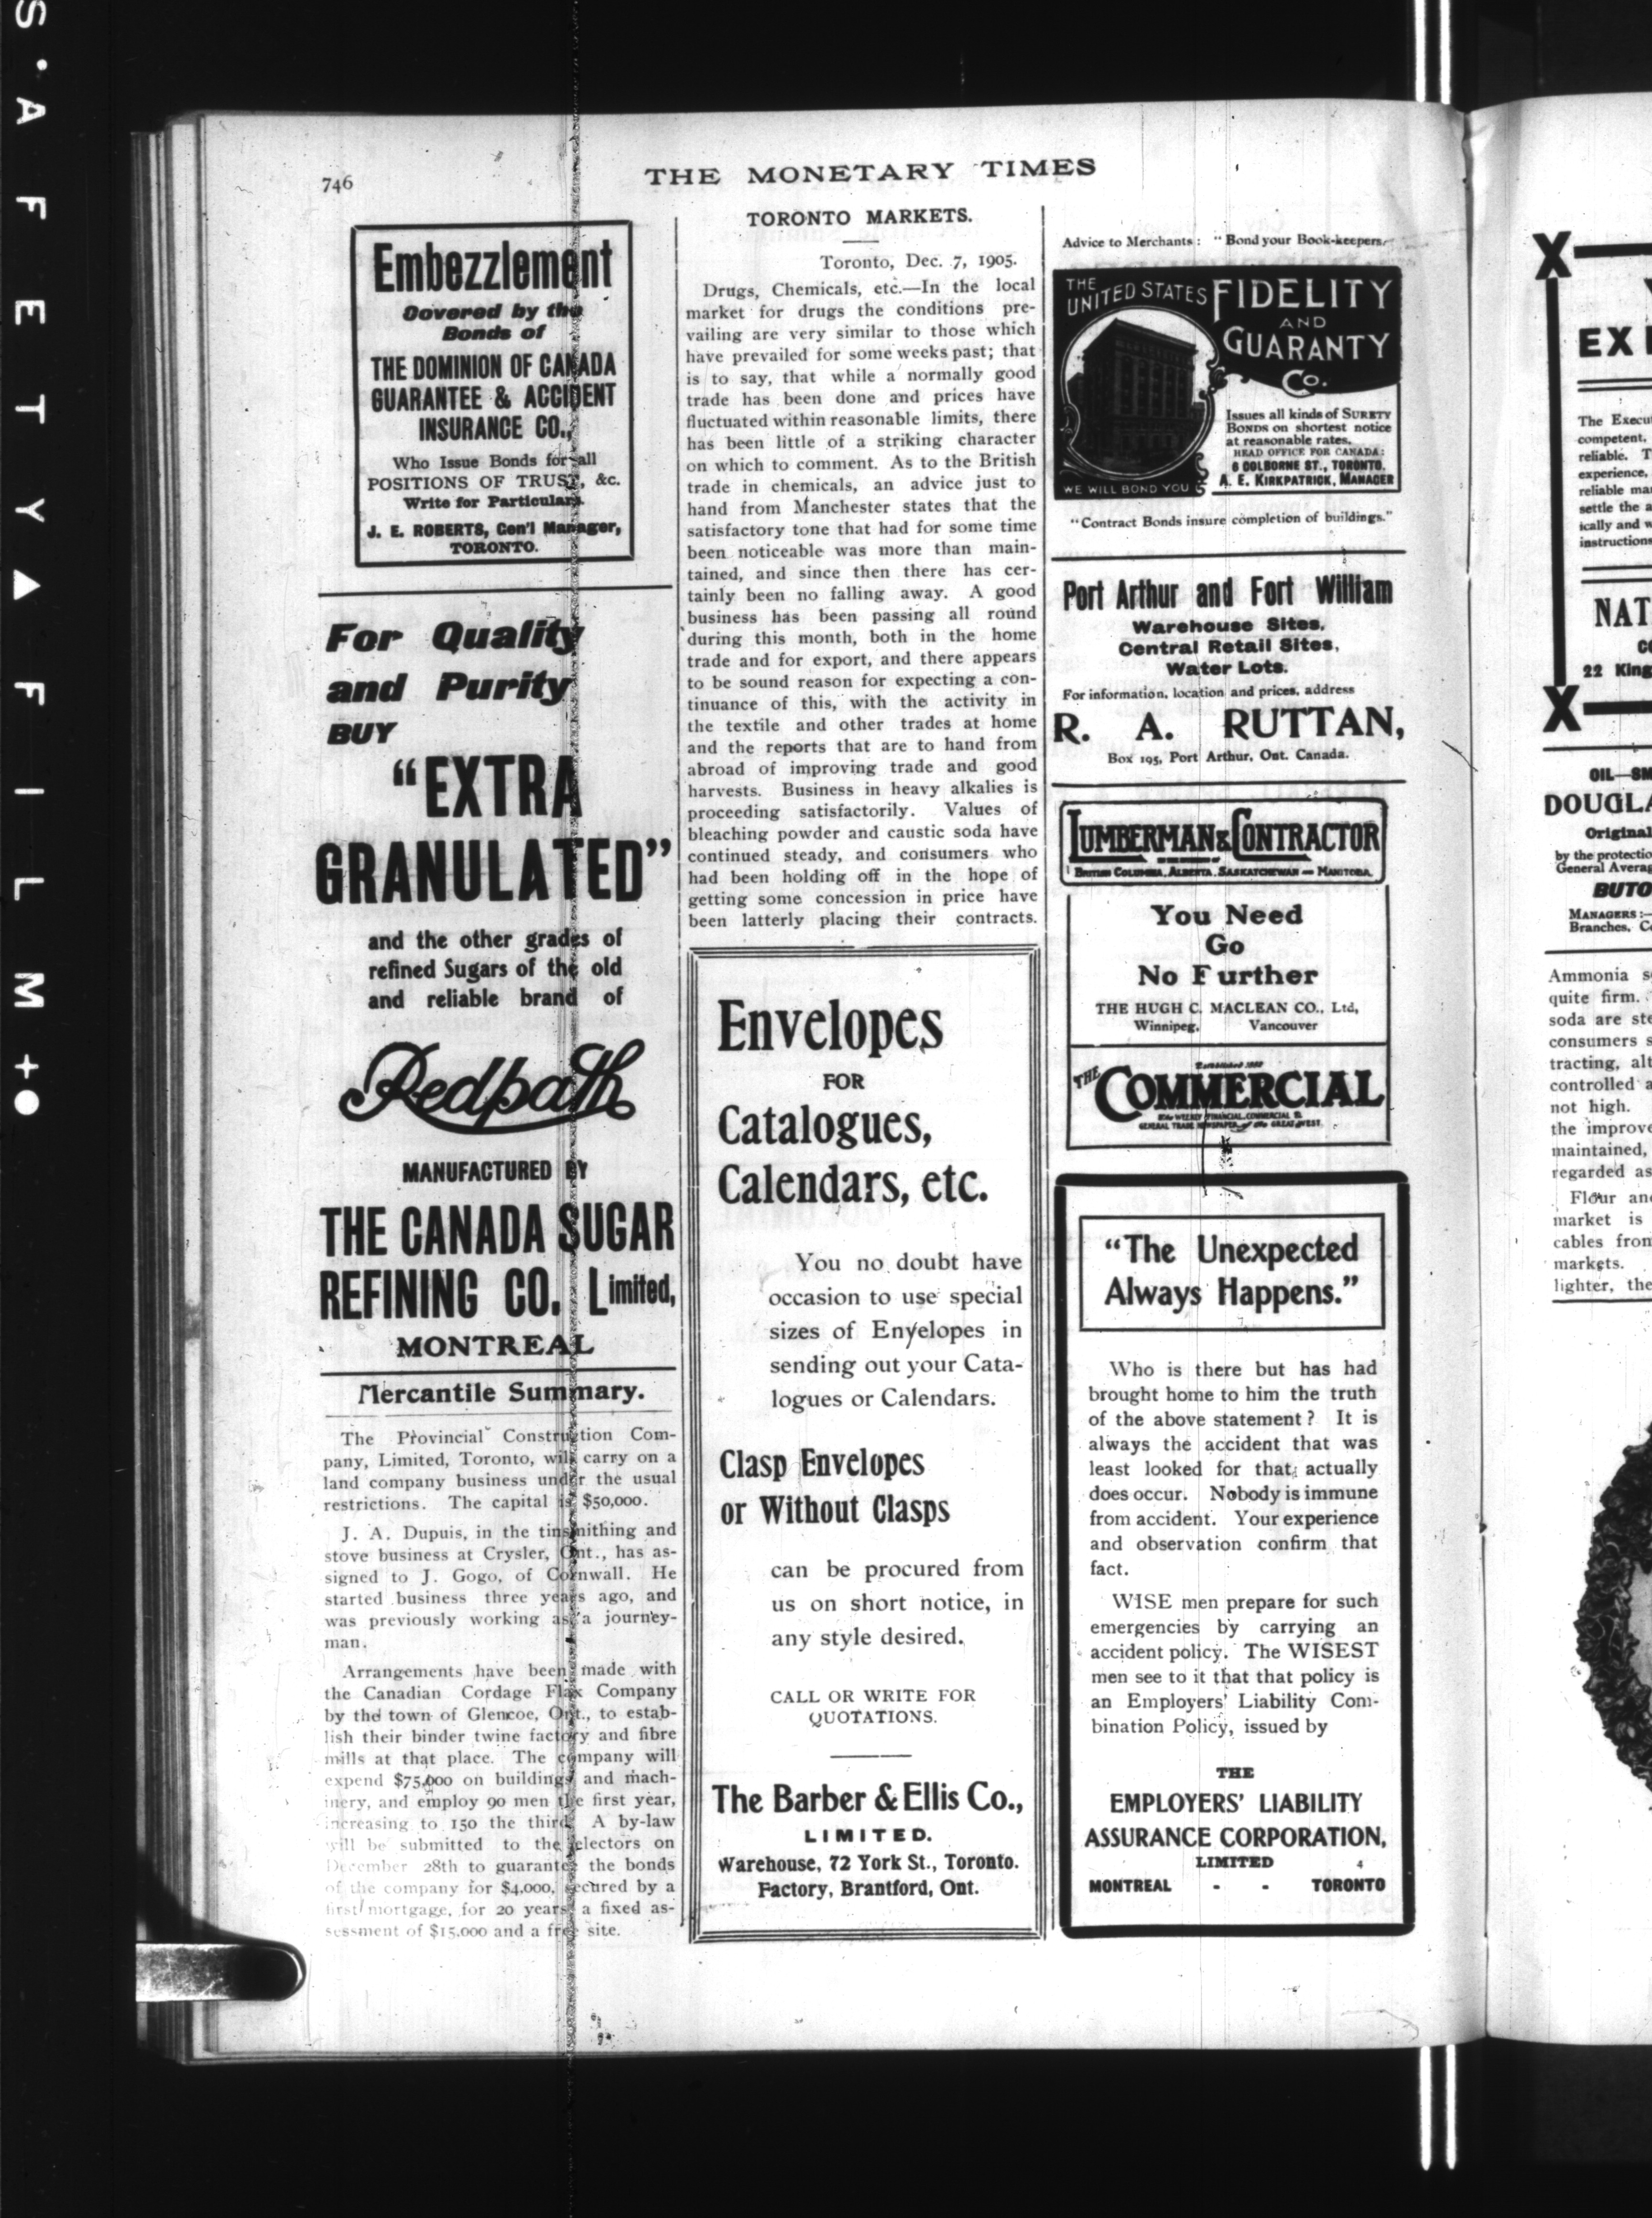 SAFETY▲FILM+●
746
THE MONETARY TIMES
Embezzlement
Covered by the
Bonds of
THE DOMINION OF CANADA
GUARANTEE & ACCIDENT
INSURANCE CO.,
Who Issue Bonds for all
POSITIONS OF TRUST, &c.
Write for Particulars
J. E. ROBERTS, Gen'l Manager,
TORONTO.
For Quality
and Purity
BUY
“EXTRA
GRANULATED”
and the other grades of
refined Sugars of the old
and reliable brand of
Redpath
MANUFACTURED BY
THE CANADA SUGAR
REFINING CO. Limited,
MONTREAL
Mercantile Summary.
The Provincial Construction Com-
pany, Limited, Toronto, will carry on a
land company business under the usual
restrictions. The capital is $50,000.
J. A. Dupuis, in the tinsmithing and
stove business at Crysler, Ont., has as-
signed to J. Gogo, of Cornwall. He
started business three years ago, and
was previously working as a journey-
man.
Arrangements have been made with
the Canadian Cordage Flax Company
by the town of Glencoe, Ont., to estab-
lish their binder twine factory and fibre
mills at that place. The company will
expend $75,000 on buildings and mach-
inery, and employ 90 men the first year,
increasing to 150 the third. A by-law
will be submitted to the electors on
December 28th to guarantee the bonds
of the company for $4,000, secured by a
first mortgage, for 20 years a fixed as-
sessment of $15,000 and a free site.
TORONTO MARKETS.
Toronto, Dec. 7, 1905.
Drugs, Chemicals, etc.—In the local
market for drugs the conditions pre-
vailing are very similar to those which
have prevailed for some weeks past; that
is to say, that while a normally good
trade has been done and prices have
fluctuated within reasonable limits, there
has been little of a striking character
on which to comment. As to the British
trade in chemicals, an advice just to
hand from Manchester states that the
satisfactory tone that had for some time
been noticeable was more than main-
tained, and since then there has cer-
tainly been no falling away. A good
business has been passing all round
during this month, both in the home
trade and for export, and there appears
to be sound reason for expecting a con-
tinuance of this, with the activity in
the textile and other trades at home
and the reports that are to hand from
abroad of improving trade and good
harvests. Business in heavy alkalies is
proceeding satisfactorily. Values of
bleaching powder and caustic soda have
continued steady, and consumers who
had been holding off in the hope of
getting some concession in price have
been latterly placing their contracts.
Envelopes
FOR
Catalogues,
Calendars, etc.
You no doubt have
occasion to use special
sizes of Envelopes in
sending out your Cata-
logues or Calendars.
Clasp Envelopes
or Without Clasps
can be procured from
us on short notice, in
any style desired.
CALL OR WRITE FOR
QUOTATIONS.
The Barber & Ellis Co.,
LIMITED.
Warehouse, 72 York St., Toronto.
Factory, Brantford, Ont.
Advice to Merchants: “Bond your Book-keepers.
THE
UNITED STATES FIDELITY
AND
GUARANTY
Co.
Issues all kinds of SURETY
BONDS on shortest notice
at reasonable rates.
HEAD OFFICE FOR CANADA:
6 COLBORNE ST., TORONTO.
A. E. KIRKPATRICK, MANAGER
WE WILL BOND YOU
“Contract Bonds insure completion of buildings.”
Port Arthur and Fort William
Warehouse Sites,
Central Retail Sites,
Water Lots.
For information, location and prices, address
R. A. RUTTAN,
Box 195, Port Arthur, Ont. Canada.
LUMBERMAN & CONTRACTOR
BRITISH COLUMBIA, ALBERTA, SASKATCHEWAN — MANITOBA.
You Need
Go
No Further
THE HUGH C. MACLEAN CO., Ltd,
Winnipeg. Vancouver
THE COMMERCIAL
“The Unexpected
Always Happens.”
Who is there but has had
brought home to him the truth
of the above statement? It is
always the accident that was
least looked for that actually
does occur. Nobody is immune
from accident. Your experience
and observation confirm that
fact.
WISE men prepare for such
emergencies by carrying an
accident policy. The WISEST
men see to it that that policy is
an Employers' Liability Com-
bination Policy, issued by
THE
EMPLOYERS' LIABILITY
ASSURANCE CORPORATION,
LIMITED 4
MONTREAL - - TORONTO
X
EX
The Execu
competent,
reliable. T
experience,
reliable ma
settle the a
ically and w
instructions
NAT
22 King
X
OIL—SM
DOUGLA
Original
by the protectio
General Averag
BUTO
MANAGERS:—
Branches, C
Ammonia s
quite firm.
soda are ste
consumers s
tracting, alt
controlled a
not high.
the improve
maintained,
regarded as
Flour an
market is
cables fron
markets.
lighter, the